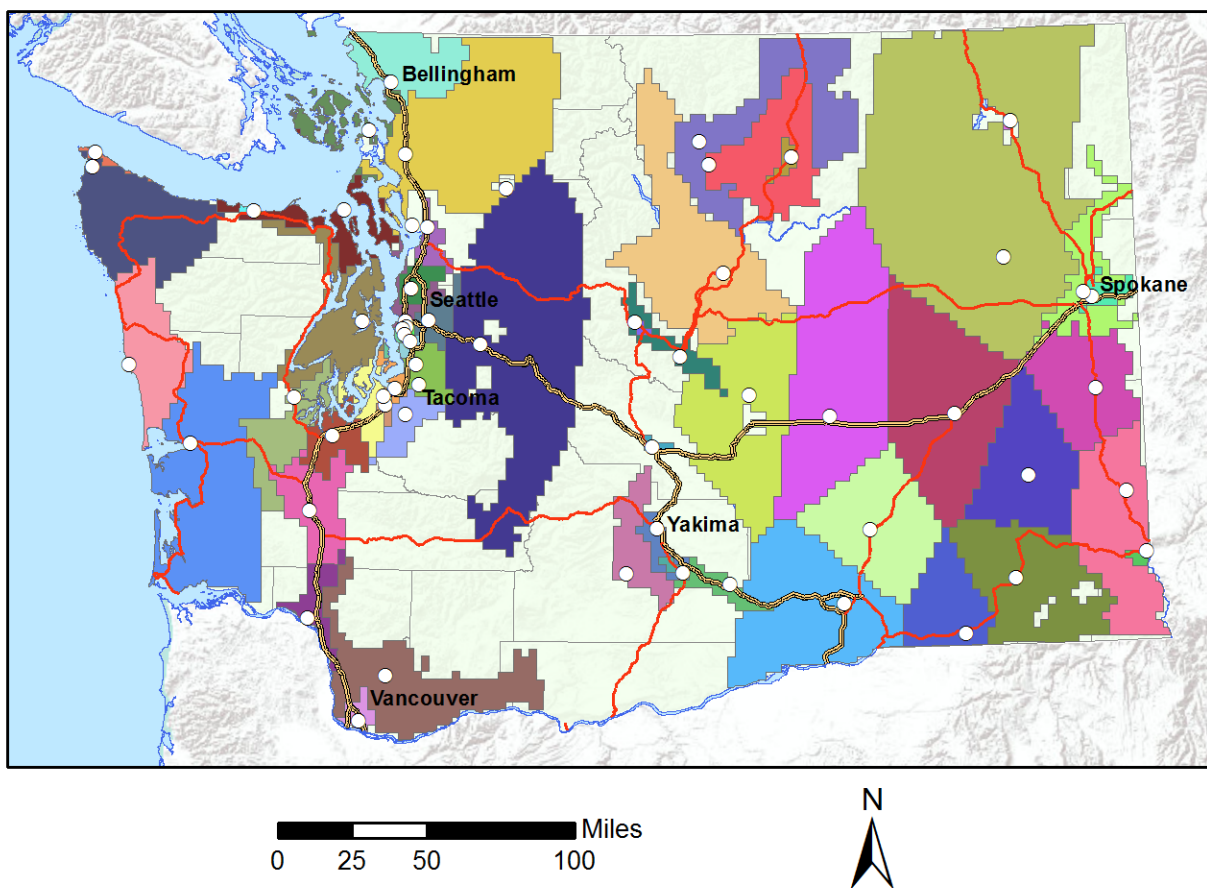 Bellingham
Seattle
Spokane
Tacoma
Yakima
Vancouver
N
Miles
0 25 50 100